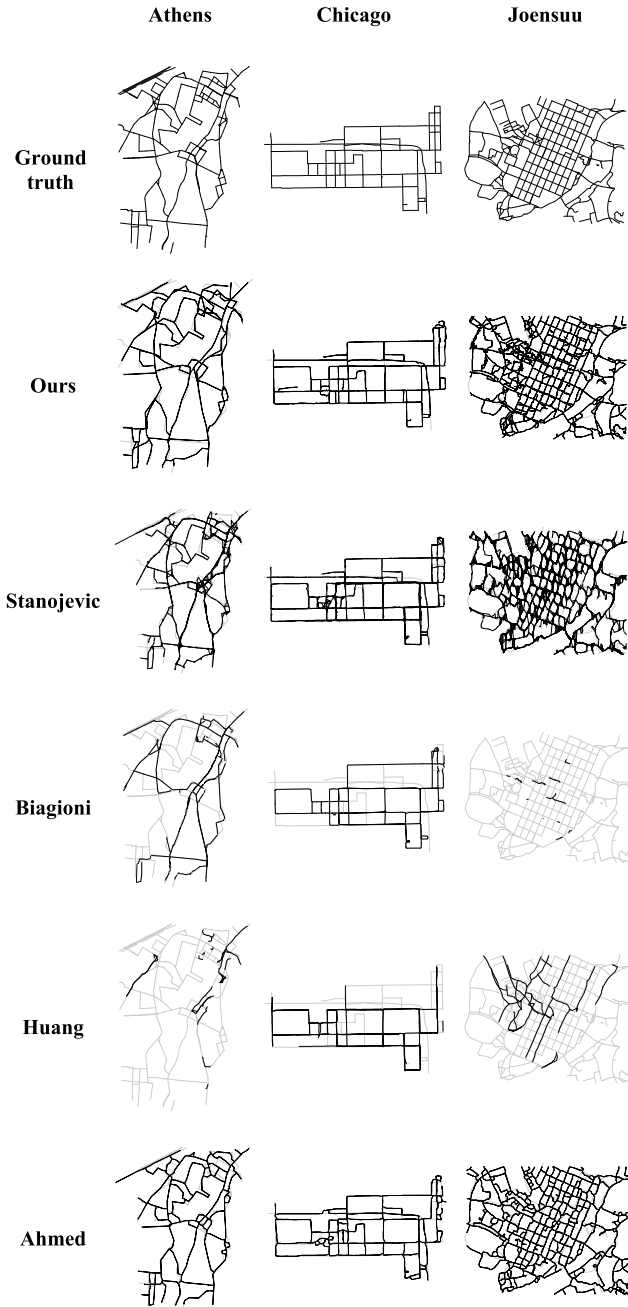 Athens Chicago Joensuu
Ground
truth
Ours
Stanojevic
Biagioni
Huang
Ahmed